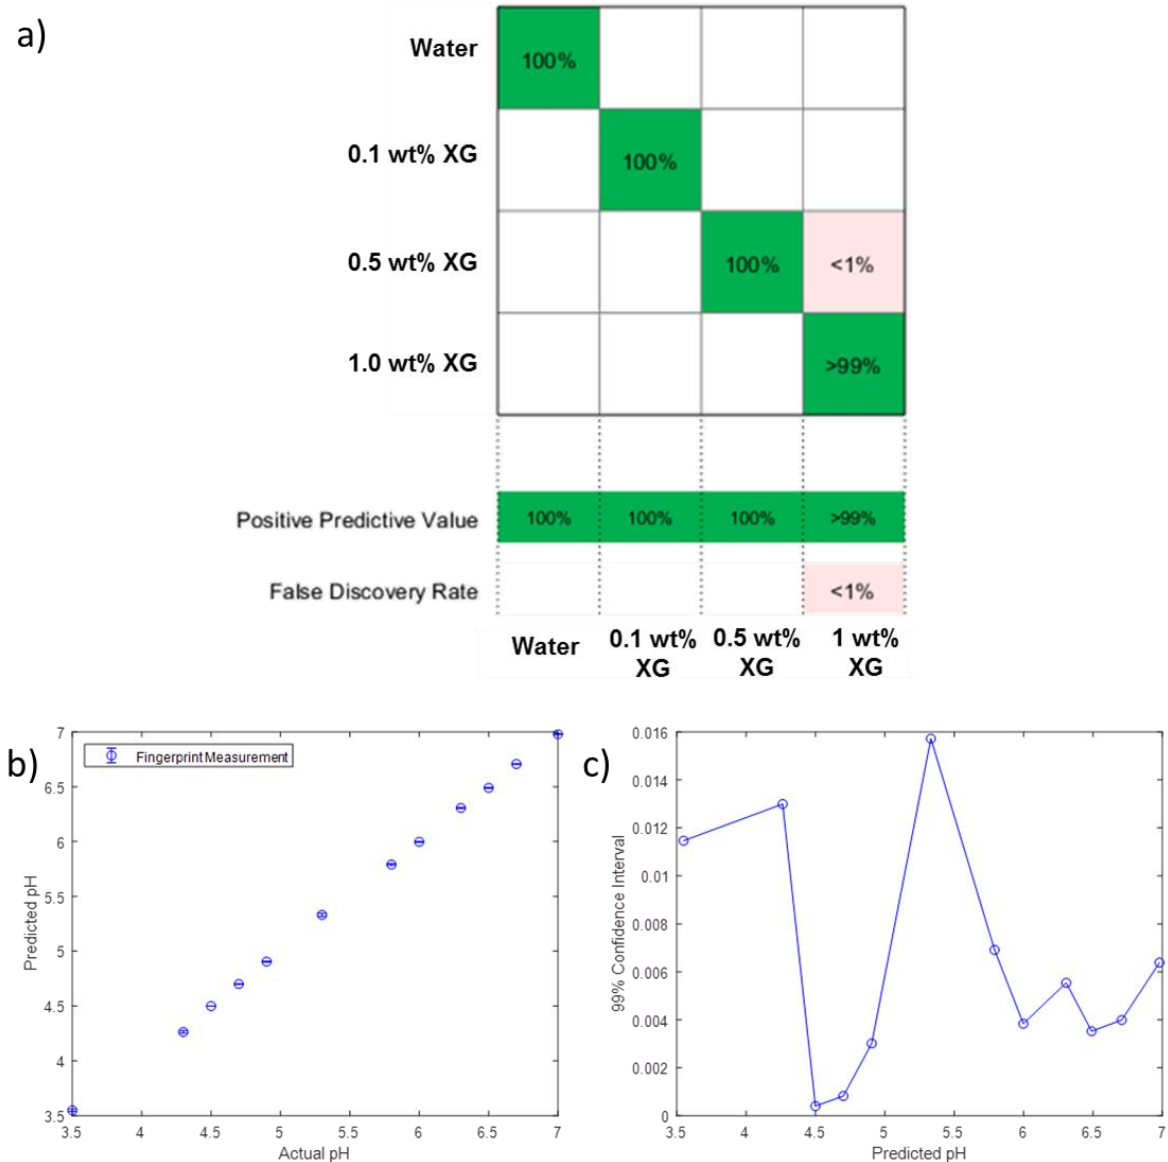 a)
Water
100%
0.1 wt% XG
100%
0.5 wt% XG
100%
<1%
1.0 wt% XG
>99%
Positive Predictive Value
100%
100%
100%
>99%
False Discovery Rate
<1%
Water
0.1 wt%
XG
0.5 wt%
XG
1 wt%
XG
b)
Fingerprint Measurement
Predicted pH
7
6.5
6
5.5
5
4.5
4
3.5
3.5
4
4.5
5
5.5
6
6.5
7
Actual pH
c)
99% Confidence Interval
0.016
0.014
0.012
0.01
0.008
0.006
0.004
0.002
0
3.5
4
4.5
5
5.5
6
6.5
7
Predicted pH